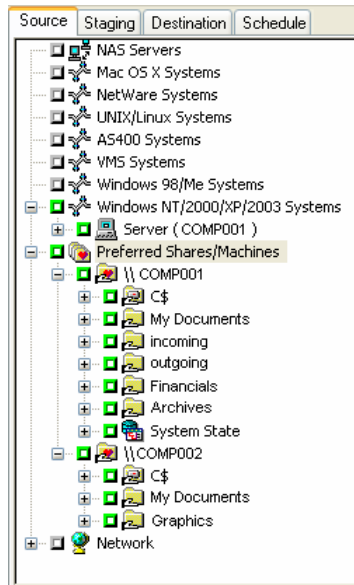 Source Staging Destination Schedule
NAS Servers
Mac OS X Systems
NetWare Systems
UNIX/Linux Systems
AS400 Systems
VMS Systems
Windows 98/Me Systems
Windows NT/2000/XP/2003 Systems
Server ( COMP001 )
Preferred Shares/Machines
\\ COMP001
C$
My Documents
incoming
outgoing
Financials
Archives
System State
\\COMP002
C$
My Documents
Graphics
Network